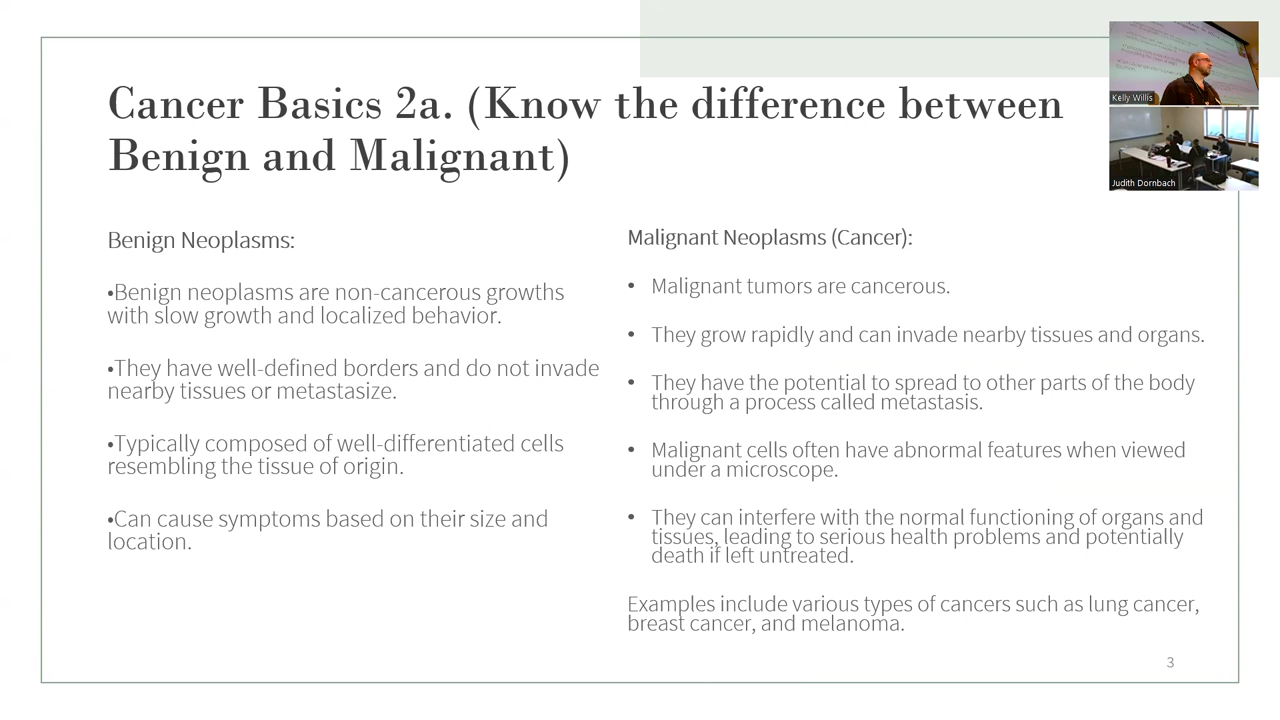 Cancer Basics 2a. (Know the difference between
Benign and Malignant)
Kelly Willis
Judith Dornbach
Benign Neoplasms:
•Benign neoplasms are non-cancerous growths
with slow growth and localized behavior.
•They have well-defined borders and do not invade
nearby tissues or metastasize.
•Typically composed of well-differentiated cells
resembling the tissue of origin.
•Can cause symptoms based on their size and
location.
Malignant Neoplasms (Cancer):
• Malignant tumors are cancerous.
• They grow rapidly and can invade nearby tissues and organs.
• They have the potential to spread to other parts of the body
through a process called metastasis.
• Malignant cells often have abnormal features when viewed
under a microscope.
• They can interfere with the normal functioning of organs and
tissues, leading to serious health problems and potentially
death if left untreated.
Examples include various types of cancers such as lung cancer,
breast cancer, and melanoma.
3